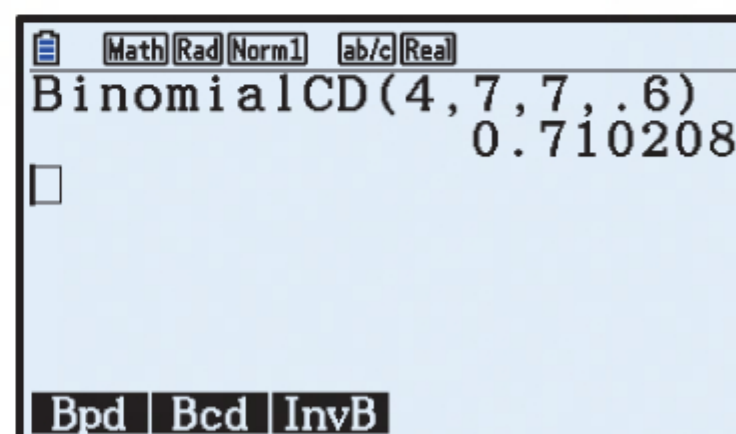 Math Rad Norm1 ab/c Real
BinomialCD(4,7,7,.6)
0.710208
Bpd Bcd InvB